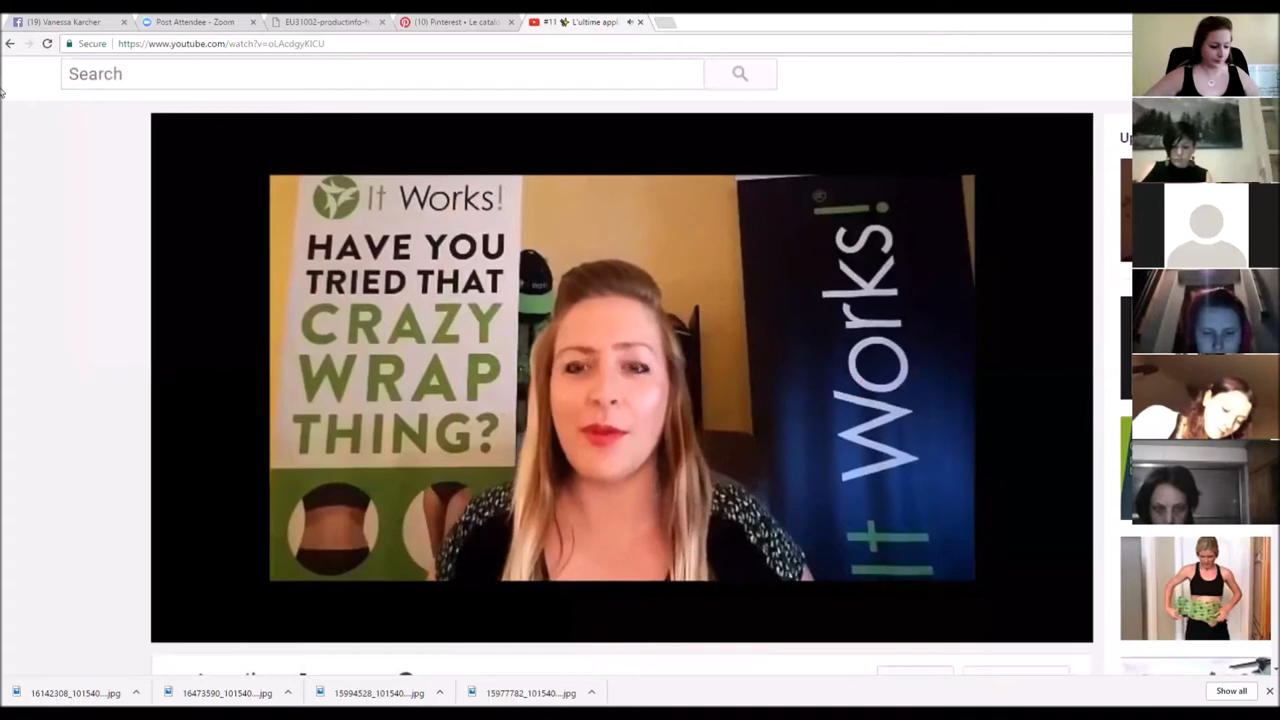 (19) Vanessa Karcher
Post Attendee - Zoom
EU31002-productinfo-h
(10) Pinterest • Le catalo
#11 L'ultime appl
Secure
https://www.youtube.com/watch?v=oLAcdgyKICU
Search
Up
It Works!
HAVE YOU
TRIED THAT
CRAZY
WRAP
THING?
It Works!®
16142308_101540....jpg
16473590_101540....jpg
15994528_101540....jpg
15977782_101540....jpg
Show all